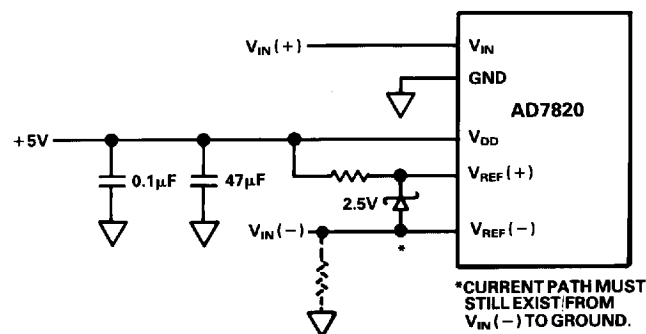 V_IN(+)
V_IN
GND
AD7820
+5V
V_DD
0.1μF
47μF
V_REF(+)
2.5V
V_IN(−)
V_REF(−)
*
*CURRENT PATH MUST
STILL EXIST FROM
V_IN(−) TO GROUND.